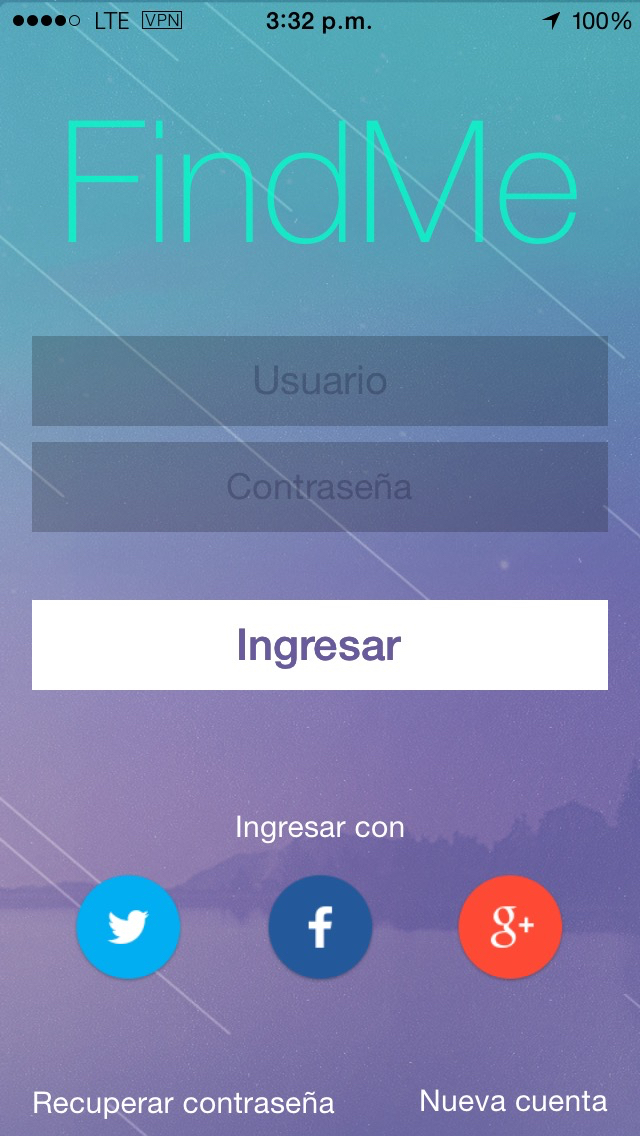 LTE VPN 3:32 p.m. 100%
FindMe
Usuario
Contraseña
Ingresar
Ingresar con
f g+
Recuperar contraseña Nueva cuenta